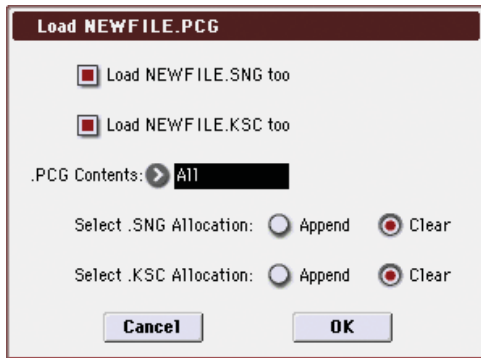 Load NEWFILE.PCG
Load NEWFILE.SNG too
Load NEWFILE.KSC too
.PCG Contents: All
Select .SNG Allocation: Append Clear
Select .KSC Allocation: Append Clear
Cancel OK